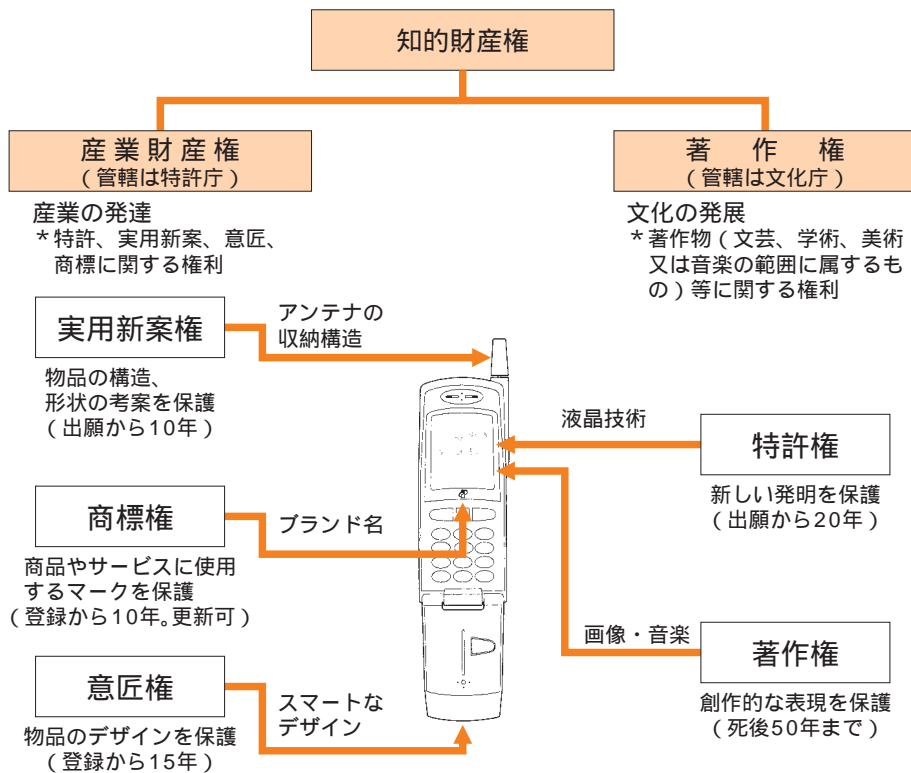 知的財産権
産業財産権
（管轄は特許庁）
産業の発達
＊特許、実用新案、意匠、
商標に関する権利
著作権
（管轄は文化庁）
文化の発展
＊著作物（文芸、学術、美術
又は音楽の範囲に属するも
の）等に関する権利
実用新案権
物品の構造、
形状の考案を保護
（出願から10年）
アンテナの
収納構造
商標権
商品やサービスに使用
するマークを保護
（登録から10年。更新可）
ブランド名
意匠権
物品のデザインを保護
（登録から15年）
スマートな
デザイン
液晶技術
特許権
新しい発明を保護
（出願から20年）
画像・音楽
著作権
創作的な表現を保護
（死後50年まで）